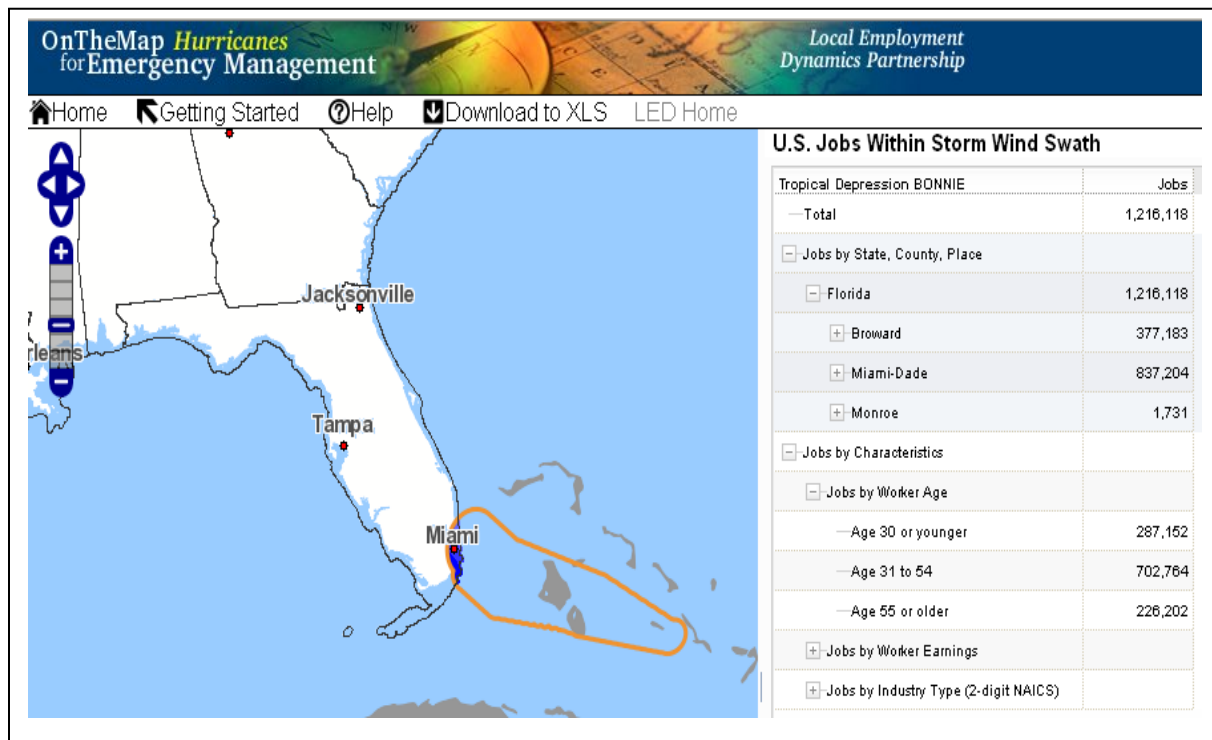 OnTheMap Hurricanes
for Emergency Management
Local Employment
Dynamics Partnership
Home Getting Started Help Download to XLS LED Home
U.S. Jobs Within Storm Wind Swath
Tropical Depression BONNIE Jobs
Total 1,216,118
Jobs by State, County, Place
Florida 1,216,118
Broward 377,183
Miami-Dade 837,204
Monroe 1,731
Jobs by Characteristics
Jobs by Worker Age
Age 30 or younger 287,152
Age 31 to 54 702,764
Age 55 or older 226,202
Jobs by Worker Earnings
Jobs by Industry Type (2-digit NAICS)
Jacksonville
rleans
Tampa
Miami